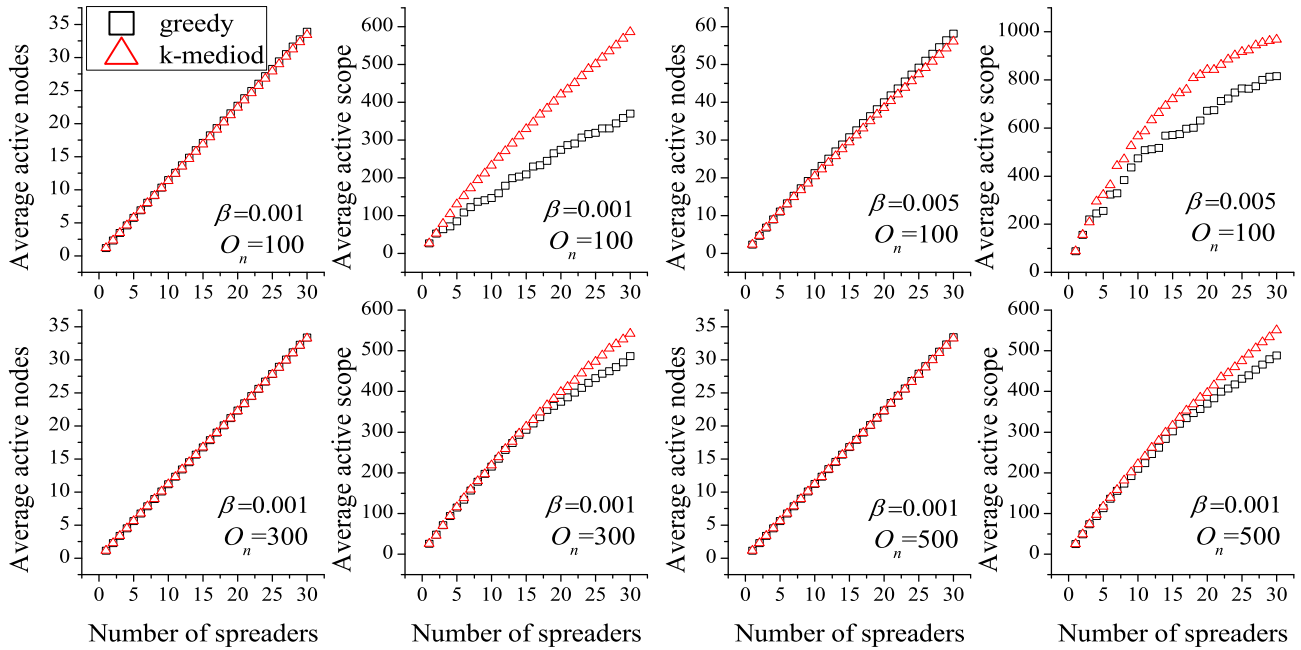 greedy
k-mediod
Average active nodes
35
30
25
20
15
10
5
0
0 5 10 15 20 25 30
β=0.001
On=100
Average active scope
600
500
400
300
200
100
0
0 5 10 15 20 25 30
β=0.001
On=100
Average active nodes
60
50
40
30
20
10
0
0 5 10 15 20 25 30
β=0.005
On=100
Average active scope
1000
800
600
400
200
0
0 5 10 15 20 25 30
β=0.005
On=100
Average active nodes
35
30
25
20
15
10
5
0
0 5 10 15 20 25 30
β=0.001
On=300
Number of spreaders
Average active scope
600
500
400
300
200
100
0
0 5 10 15 20 25 30
β=0.001
On=300
Number of spreaders
Average active nodes
35
30
25
20
15
10
5
0
0 5 10 15 20 25 30
β=0.001
On=500
Number of spreaders
Average active scope
600
500
400
300
200
100
0
0 5 10 15 20 25 30
β=0.001
On=500
Number of spreaders